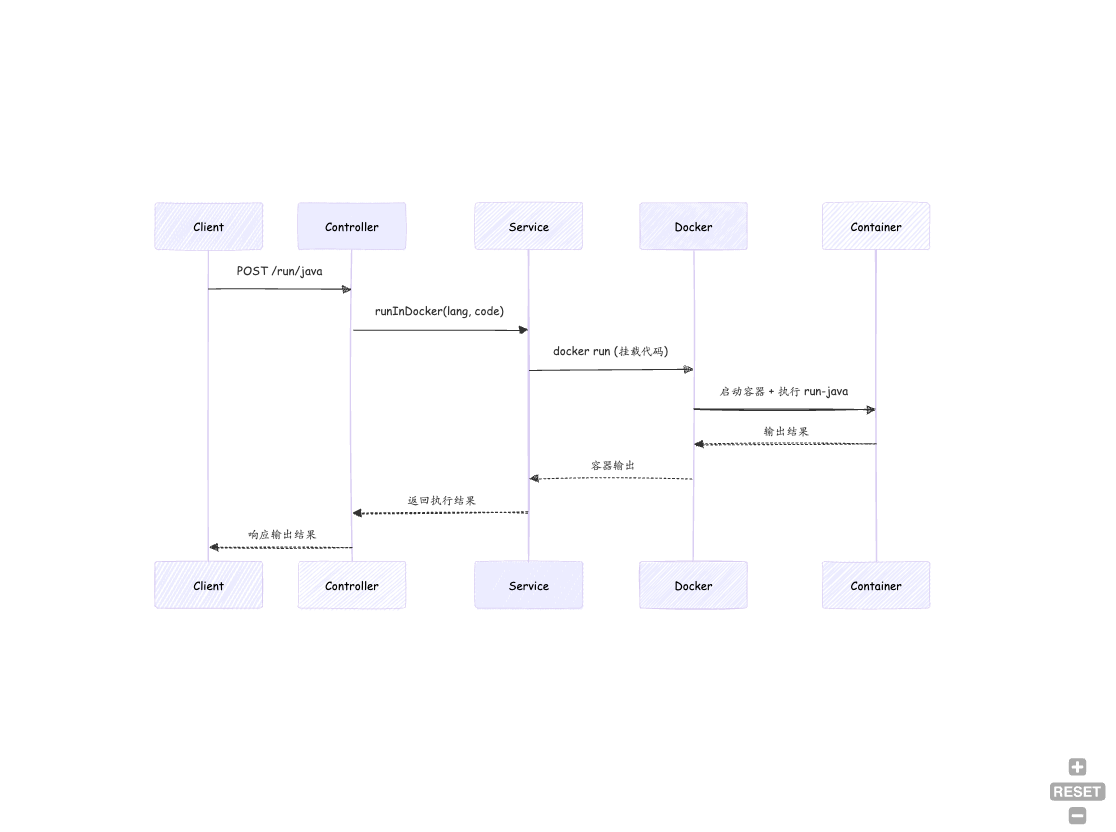 Client
Controller
Service
Docker
Container
POST /run/java
runInDocker(lang, code)
docker run (挂载代码)
启动容器 + 执行 run-java
输出结果
容器输出
返回执行结果
响应输出结果
Client
Controller
Service
Docker
Container
RESET